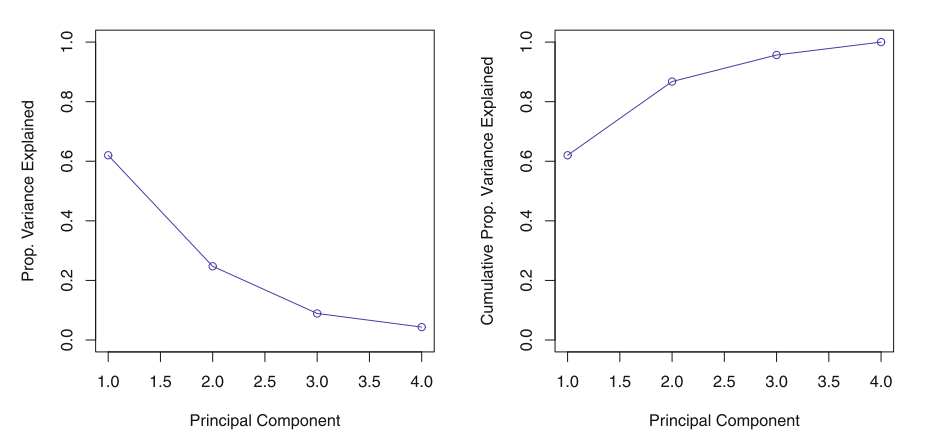 Prop. Variance Explained
1.0
0.8
0.6
0.4
0.2
0.0
1.0 1.5 2.0 2.5 3.0 3.5 4.0
Principal Component
Cumulative Prop. Variance Explained
1.0
0.8
0.6
0.4
0.2
0.0
1.0 1.5 2.0 2.5 3.0 3.5 4.0
Principal Component